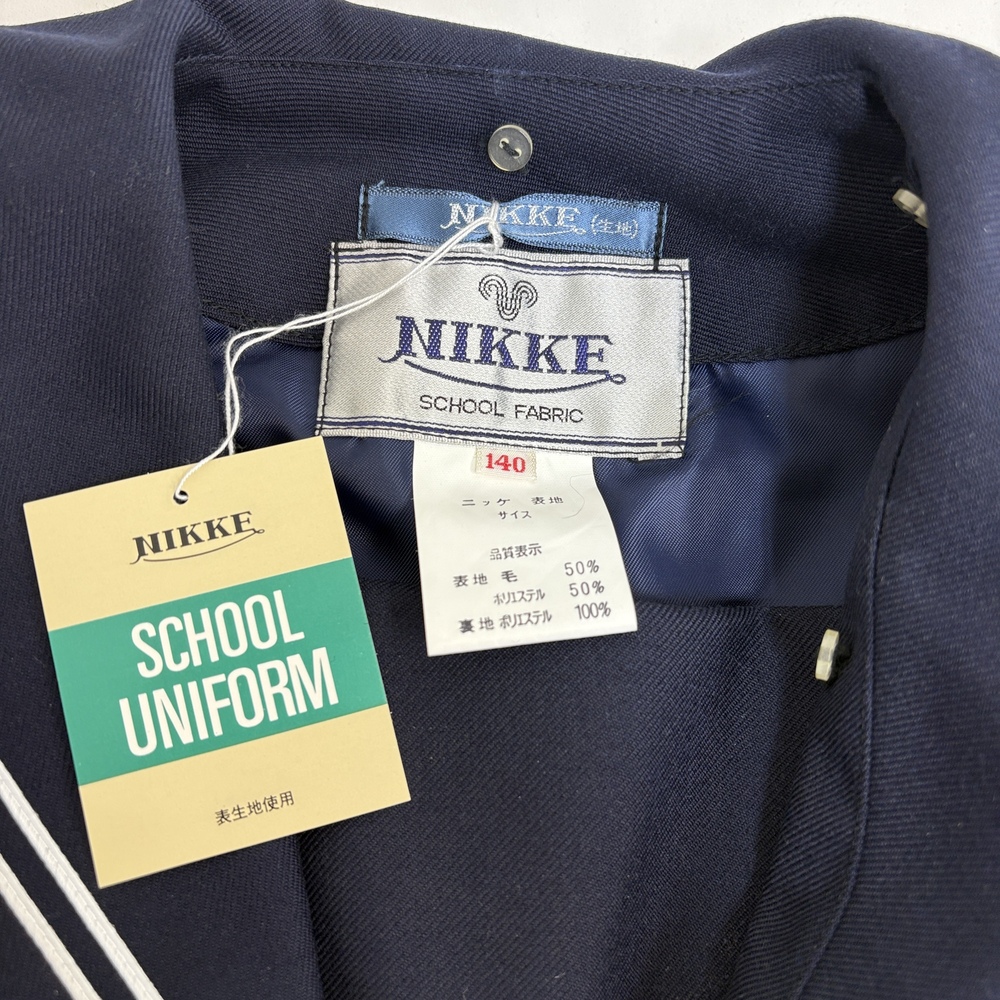 NIKKE (生地)
NIKKE
SCHOOL FABRIC
140
ニッケ 表地
サイズ
品質表示
表地 毛 50%
ポリエステル 50%
裏地 ポリエステル 100%
NIKKE
SCHOOL
UNIFORM
表生地使用